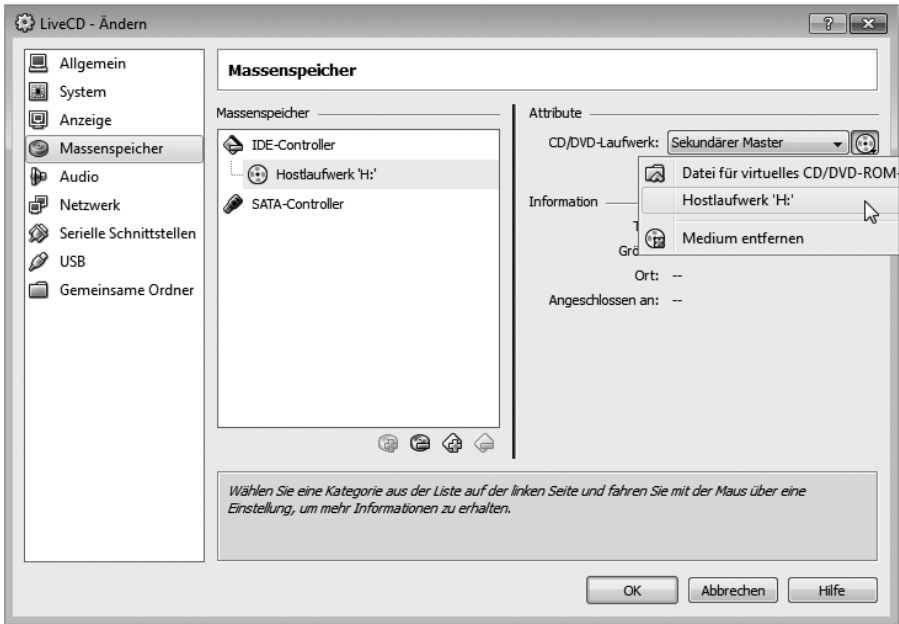 LiveCD - Ändern
Allgemein
System
Anzeige
Massenspeicher
Audio
Netzwerk
Serielle Schnittstellen
USB
Gemeinsame Ordner
Massenspeicher
Massenspeicher
IDE-Controller
Hostlaufwerk 'H:'
SATA-Controller
Attribute
CD/DVD-Laufwerk: Sekundärer Master
Datei für virtuelles CD/DVD-ROM-
Hostlaufwerk 'H:'
Medium entfernen
Information
Ort: --
Angeschlossen an: --
Wählen Sie eine Kategorie aus der Liste auf der linken Seite und fahren Sie mit der Maus über eine
Einstellung, um mehr Informationen zu erhalten.
OK Abbrechen Hilfe